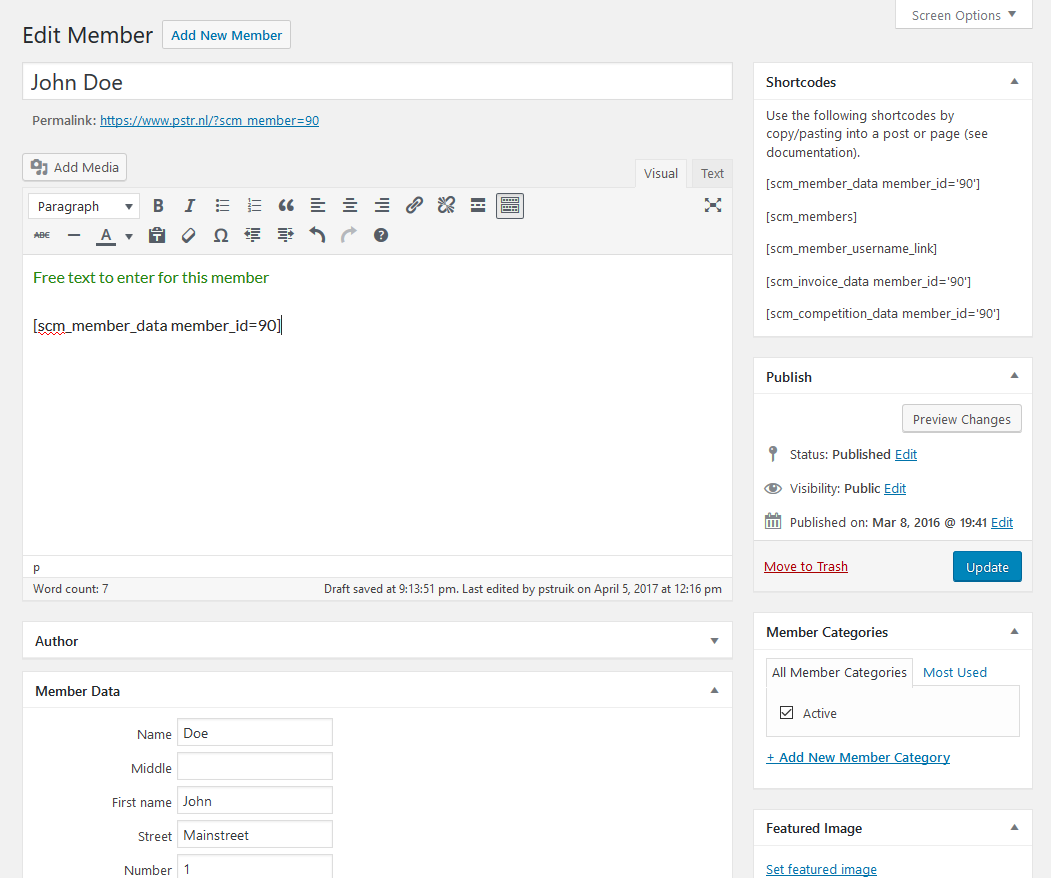 Screen Options
Edit Member Add New Member
John Doe
Permalink: https://www.pstr.nl/?scm_member=90
Add Media
Visual Text
Paragraph B I
ABC A Ω
Free text to enter for this member
[scm_member_data member_id=90]
p
Word count: 7 Draft saved at 9:13:51 pm. Last edited by pstruik on April 5, 2017 at 12:16 pm
Author
Member Data
Name Doe
Middle
First name John
Street Mainstreet
Number 1
Shortcodes
Use the following shortcodes by
copy/pasting into a post or page (see
documentation).
[scm_member_data member_id='90']
[scm_members]
[scm_member_username_link]
[scm_invoice_data member_id='90']
[scm_competition_data member_id='90']
Publish
Preview Changes
Status: Published Edit
Visibility: Public Edit
Published on: Mar 8, 2016 @ 19:41 Edit
Move to Trash Update
Member Categories
All Member Categories Most Used
Active
+ Add New Member Category
Featured Image
Set featured image